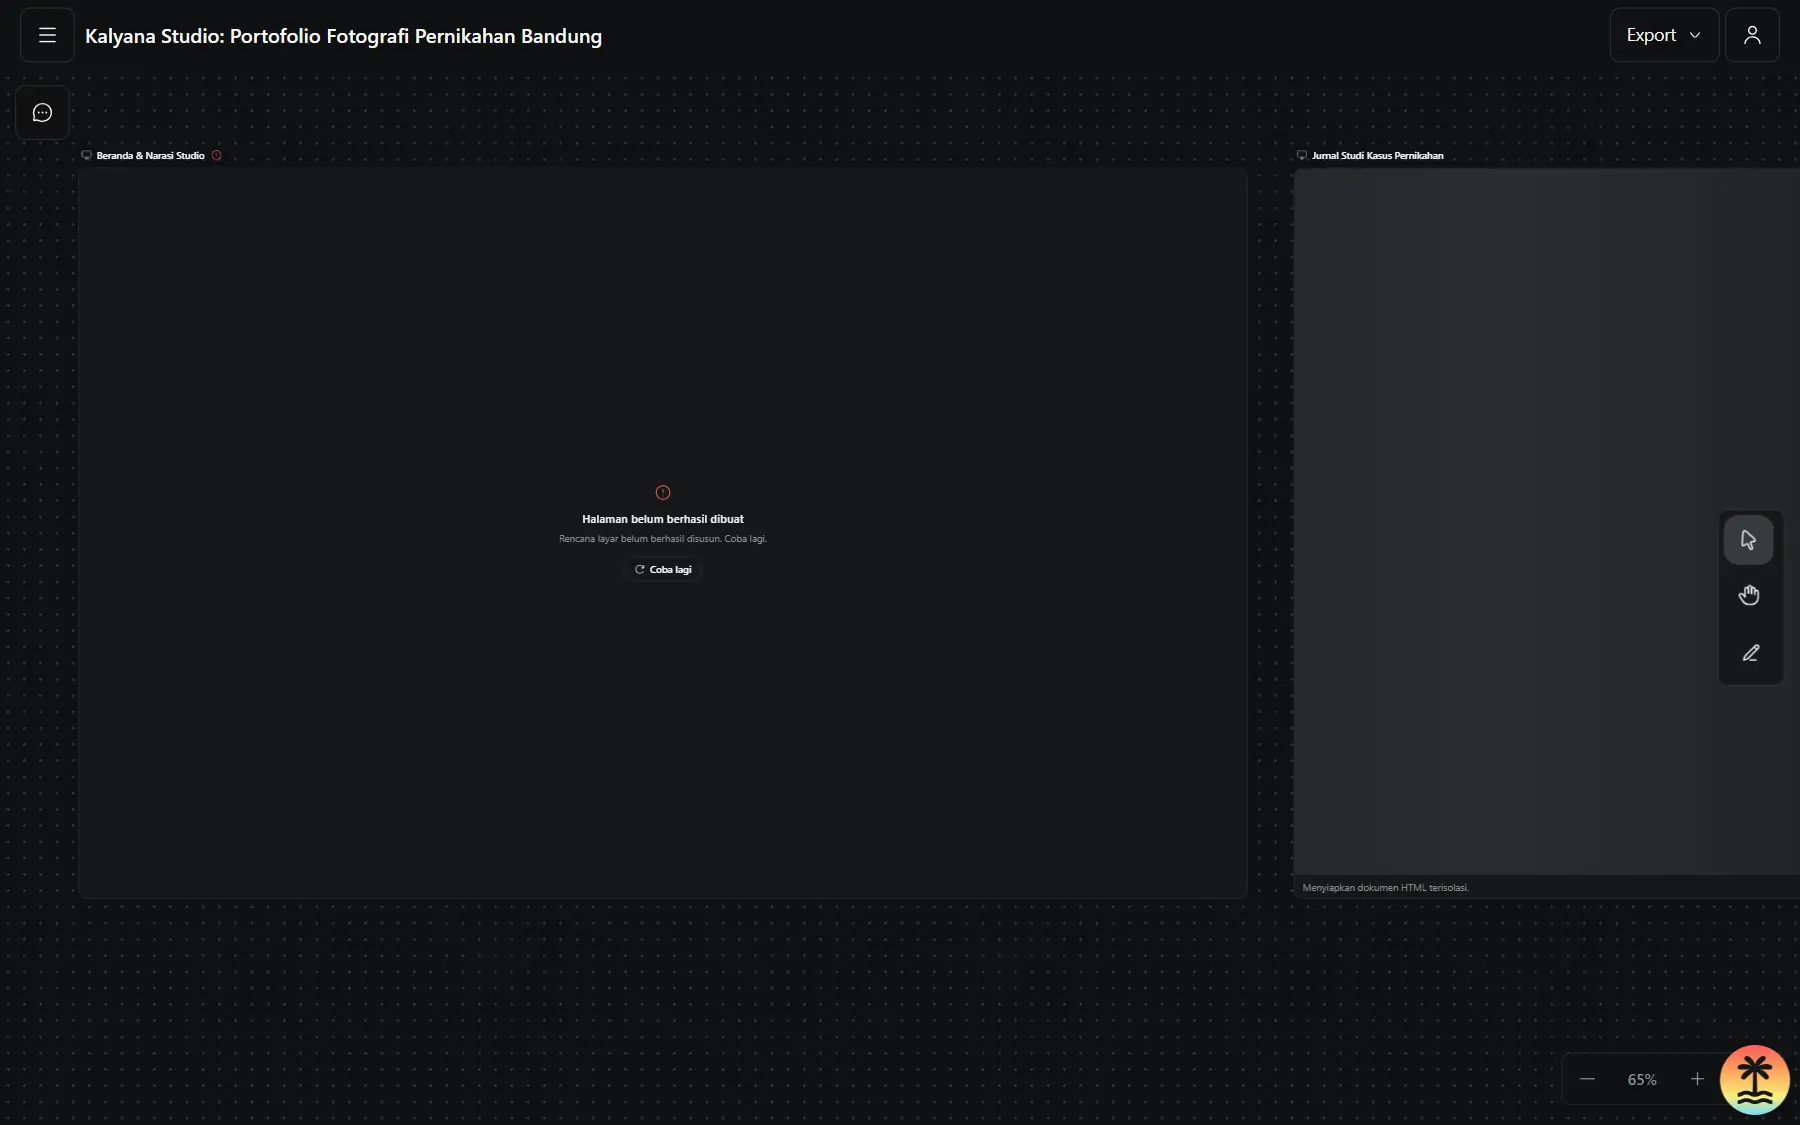 Kalyana Studio: Portofolio Fotografi Pernikahan Bandung
Export
Beranda & Narasi Studio
Jurnal Studi Kasus Pernikahan
Halaman belum berhasil dibuat
Rencana layar belum berhasil disusun. Coba lagi.
Coba lagi
Menyiapkan dokumen HTML terisolasi.
65%